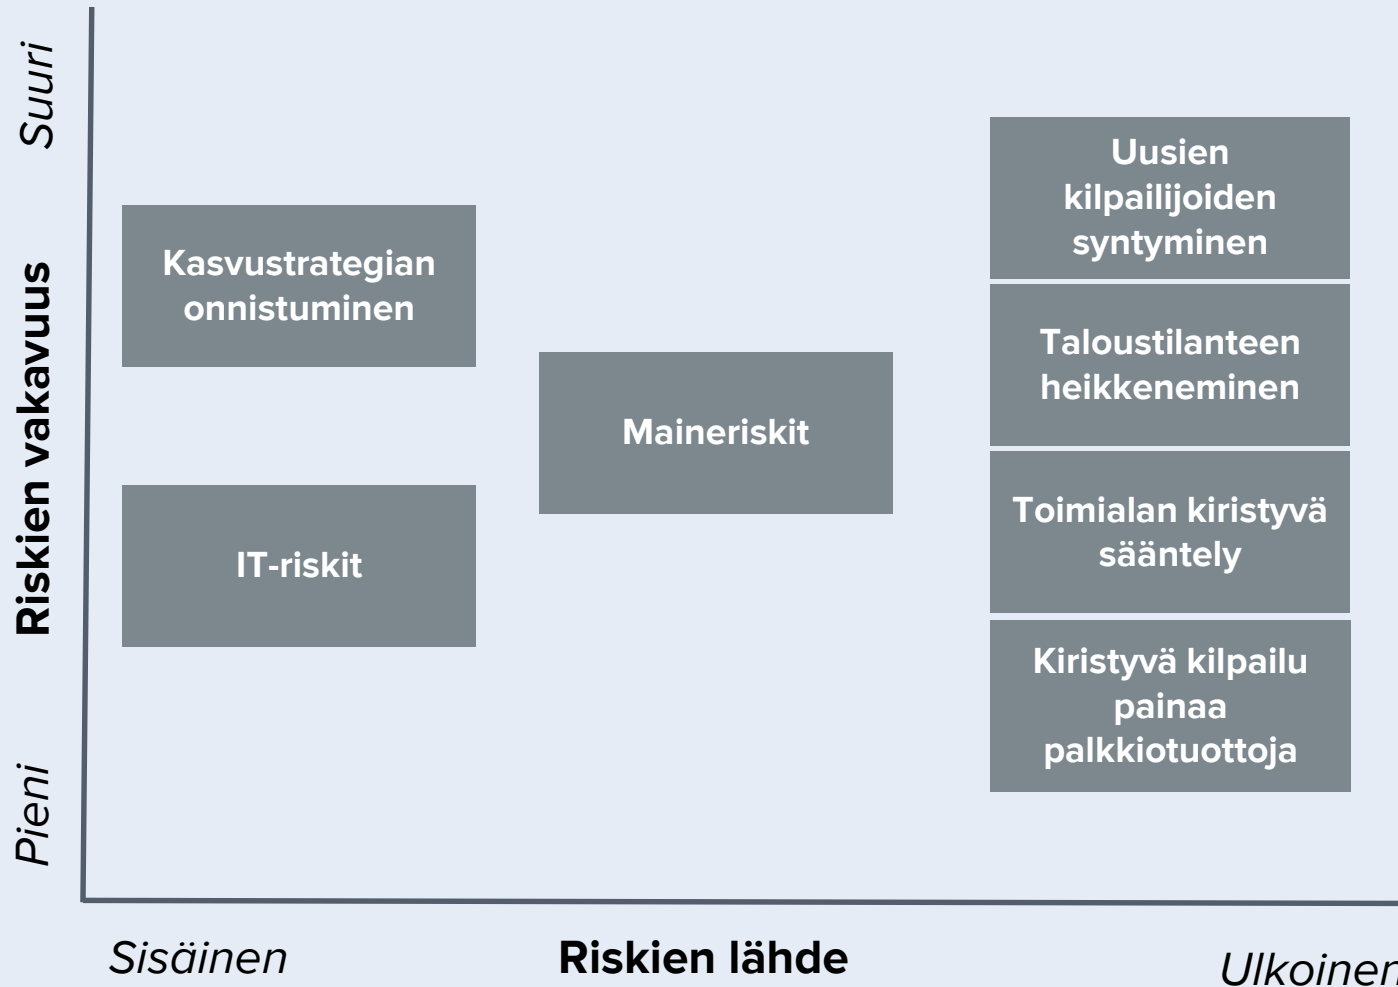 Suuri
Riskien vakavuus
Pieni
Kasvustrategian
onnistuminen
IT-riskit
Maineriskit
Uusien
kilpailijoiden
syntyminen
Taloustilanteen
heikkeneminen
Toimialan kiristyvä
sääntely
Kiristyvä kilpailu
painaa
palkkiotuottoja
Sisäinen
Riskien lähde
Ulkoinen